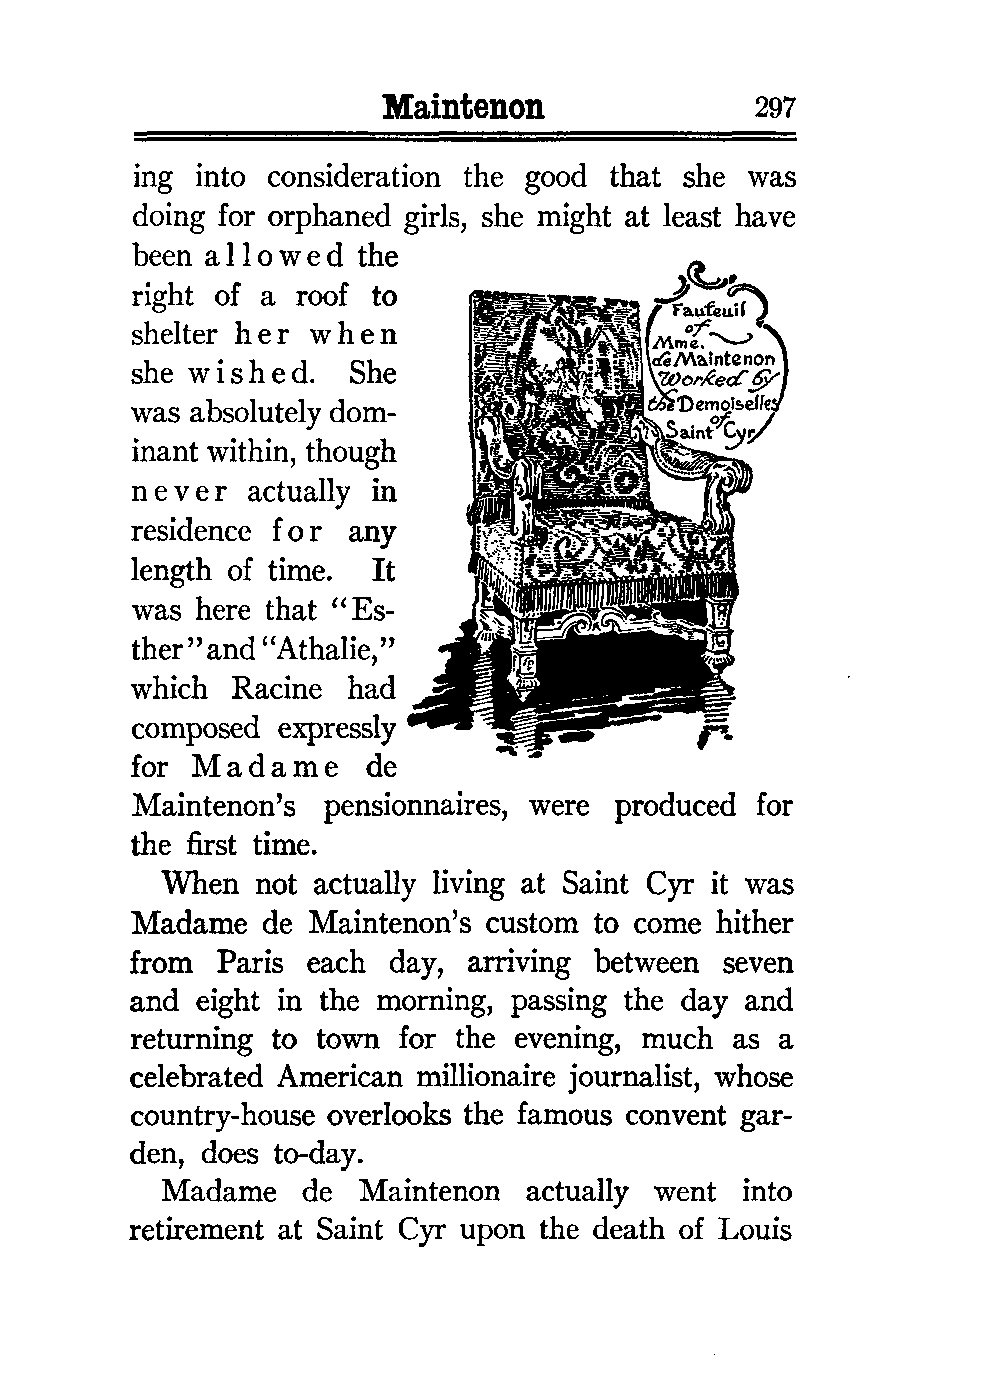 Maintenon 297
ing into consideration the good that she was
doing for orphaned girls, she might at least have
been allowed the
right of a roof to
shelter her when
she wished. She
was absolutely dom-
inant within, though
never actually in
residence for any
length of time. It
was here that "Es-
ther" and "Athalie,"
which Racine had
composed expressly
for Madame de
Maintenon's pensionnaires, were produced for
the first time.
Fauteuil
of
Mme.
de Maintenon
Worked by
the Demoiselles
of
Saint Cyr
When not actually living at Saint Cyr it was
Madame de Maintenon's custom to come hither
from Paris each day, arriving between seven
and eight in the morning, passing the day and
returning to town for the evening, much as a
celebrated American millionaire journalist, whose
country-house overlooks the famous convent gar-
den, does to-day.
Madame de Maintenon actually went into
retirement at Saint Cyr upon the death of Louis